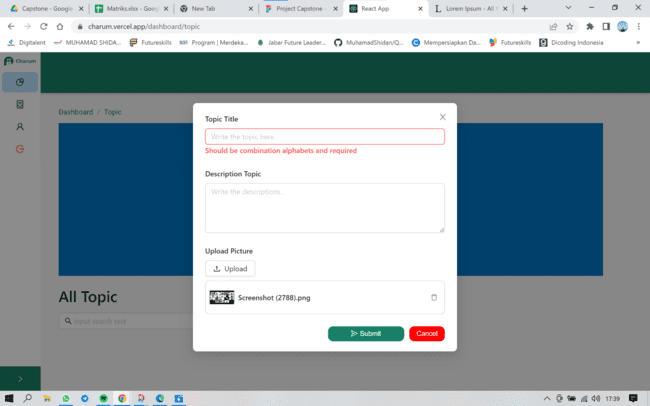 Capstone - Google
Matriks.xlsx - Goog
New Tab
Project Capstone -
React App
Lorem Ipsum - All
charum.vercel.app/dashboard/topic
Digitalent
MUHAMAD SHIDA...
Futureskills
Program | Merdeka...
Jabar Future Leader...
MuhamadShidan/Q...
Mempersiapkan Da...
Futureskills
Dicoding Indonesia
Charum
Dashboard / Topic
Topic Title
Write the topic here.
Should be combination alphabets and required
Description Topic
Write the descriptions...
Upload Picture
Upload
Screenshot (2788).png
Submit
Cancel
All Topic
input search text
17:39